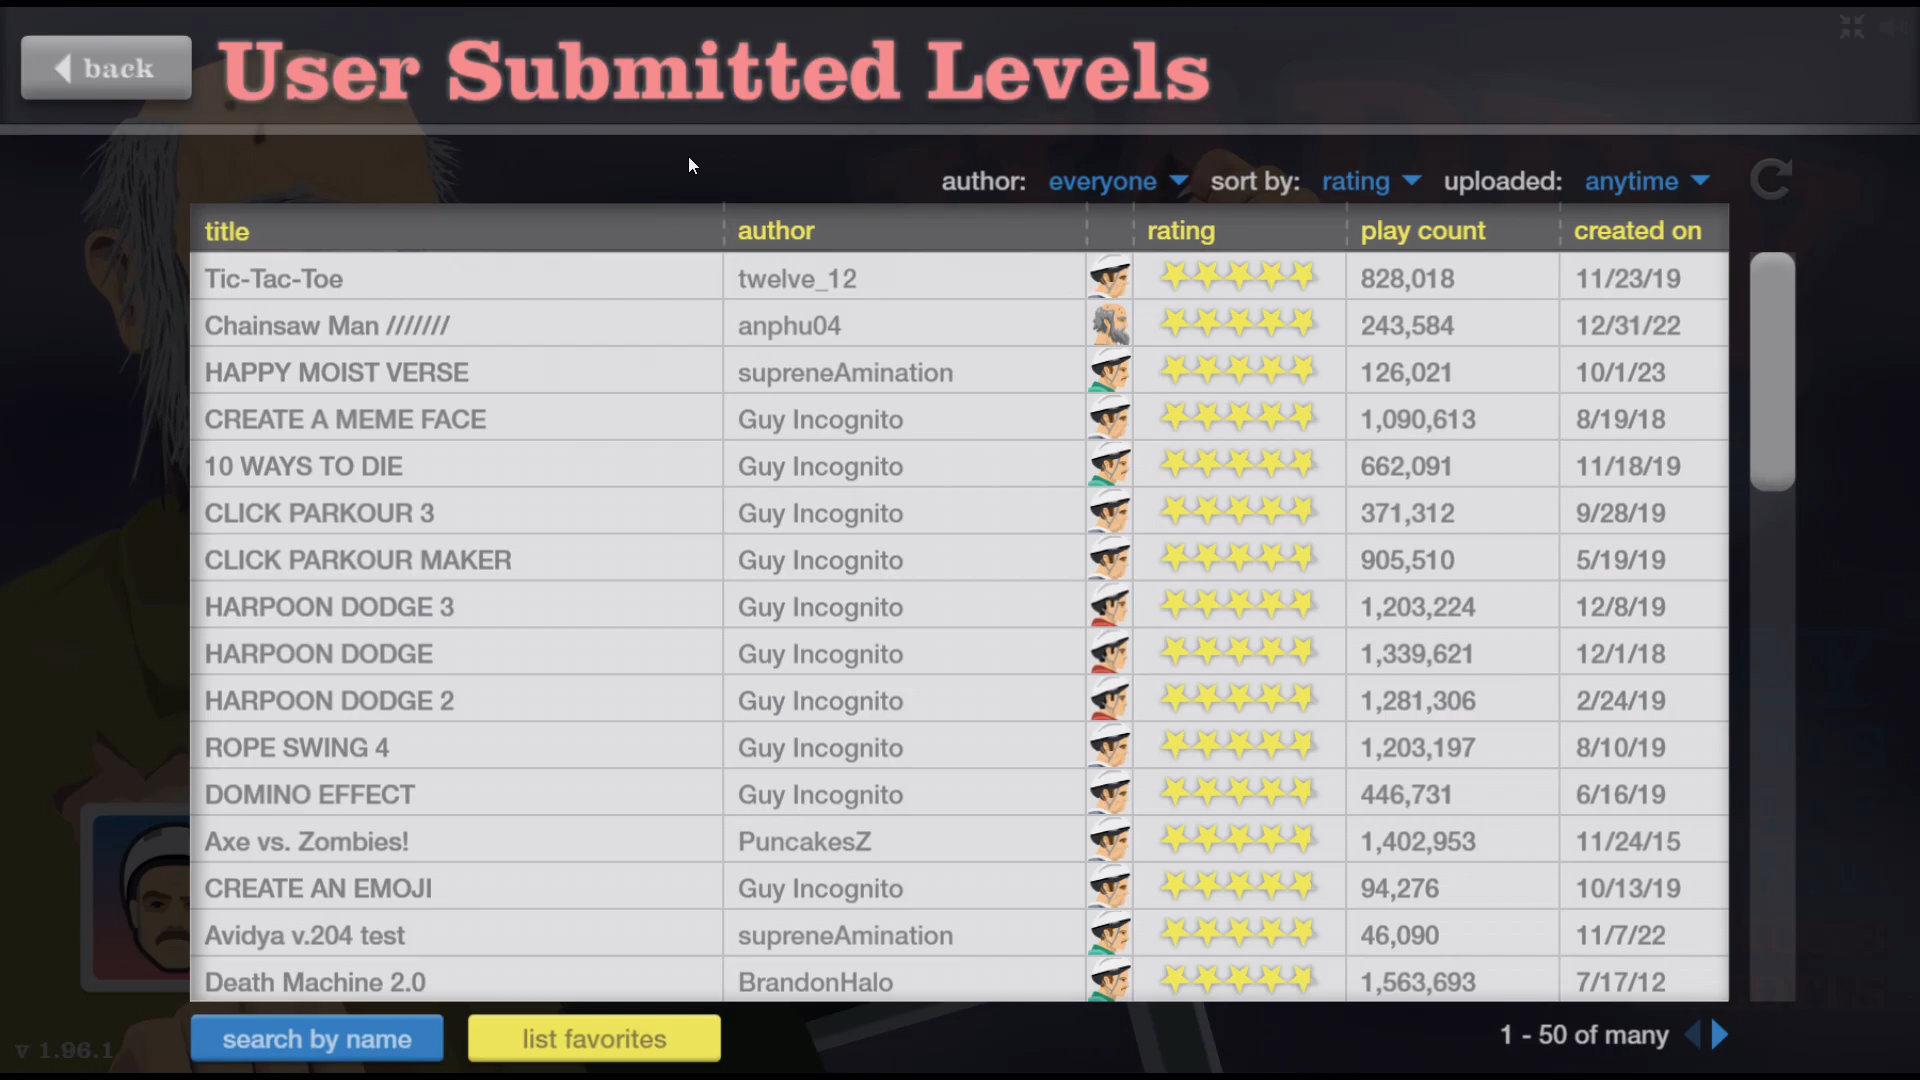 back
User Submitted Levels
author: everyone sort by: rating uploaded: anytime
title author rating play count created on
Tic-Tac-Toe twelve_12 828,018 11/23/19
Chainsaw Man /////// anphu04 243,584 12/31/22
HAPPY MOIST VERSE supreneAmination 126,021 10/1/23
CREATE A MEME FACE Guy Incognito 1,090,613 8/19/18
10 WAYS TO DIE Guy Incognito 662,091 11/18/19
CLICK PARKOUR 3 Guy Incognito 371,312 9/28/19
CLICK PARKOUR MAKER Guy Incognito 905,510 5/19/19
HARPOON DODGE 3 Guy Incognito 1,203,224 12/8/19
HARPOON DODGE Guy Incognito 1,339,621 12/1/18
HARPOON DODGE 2 Guy Incognito 1,281,306 2/24/19
ROPE SWING 4 Guy Incognito 1,203,197 8/10/19
DOMINO EFFECT Guy Incognito 446,731 6/16/19
Axe vs. Zombies! PuncakesZ 1,402,953 11/24/15
CREATE AN EMOJI Guy Incognito 94,276 10/13/19
Avidya v.204 test supreneAmination 46,090 11/7/22
Death Machine 2.0 BrandonHalo 1,563,693 7/17/12
search by name list favorites 1 - 50 of many
v 1.96.1